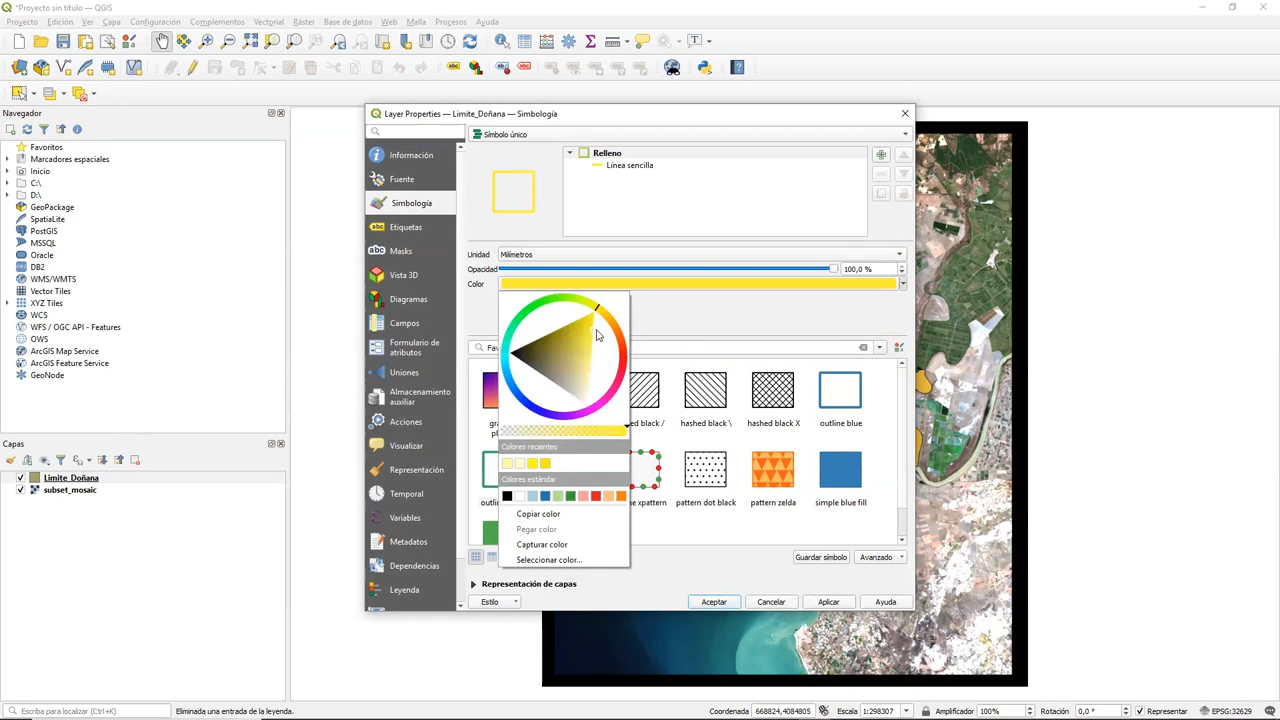 *Proyecto sin título — QGIS
Proyecto Edición Ver Capa Configuración Complementos Vectorial Ráster Base de datos Web Malla Procesos Ayuda
Navegador
Favoritos
Marcadores espaciales
Inicio
C:\
D:\
GeoPackage
SpatiaLite
PostGIS
MSSQL
Oracle
DB2
WMS/WMTS
Vector Tiles
XYZ Tiles
WCS
WFS / OGC API - Features
OWS
ArcGIS Map Service
ArcGIS Feature Service
GeoNode
Capas
Limite_Doñana
subset_mosaic
Layer Properties — Limite_Doñana — Simbología
Información
Fuente
Simbología
abc Etiquetas
abc Masks
Vista 3D
Diagramas
Campos
Formulario de
atributos
Uniones
Almacenamiento
auxiliar
Acciones
Visualizar
Representación
Temporal
Variables
Metadatos
Dependencias
Leyenda
Símbolo único
Relleno
Línea sencilla
Unidad Milímetros
Opacidad 100,0 %
Color
hashed black \ hashed black X outline blue
pattern dot black pattern zelda simple blue fill
Colores recientes
Colores estándar
Copiar color
Pegar color
Capturar color
Seleccionar color...
Guardar símbolo Avanzado
Representación de capas
Estilo Aceptar Cancelar Aplicar Ayuda
Escriba para localizar (Ctrl+K) Eliminada una entrada de la leyenda. Coordenada 668824,4084805 Escala 1:298307 Amplificador 100% Rotación 0,0 ° Representar EPSG:32629